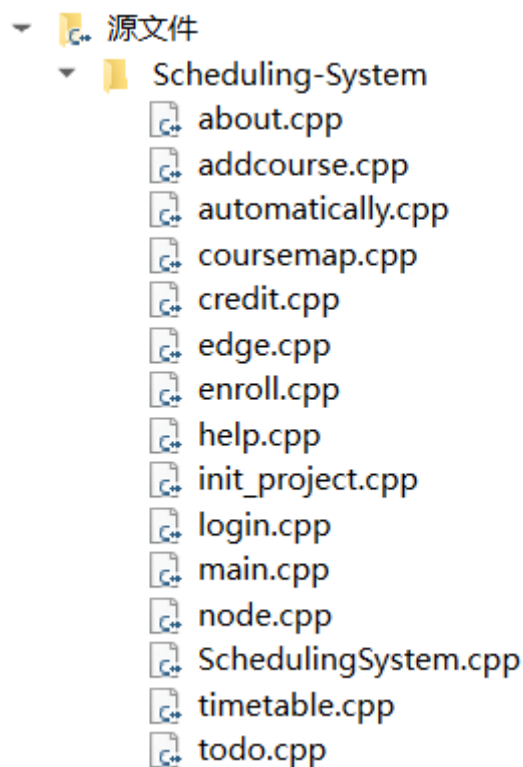 源文件
Scheduling-System
about.cpp
addcourse.cpp
automatically.cpp
coursemap.cpp
credit.cpp
edge.cpp
enroll.cpp
help.cpp
init_project.cpp
login.cpp
main.cpp
node.cpp
SchedulingSystem.cpp
timetable.cpp
todo.cpp